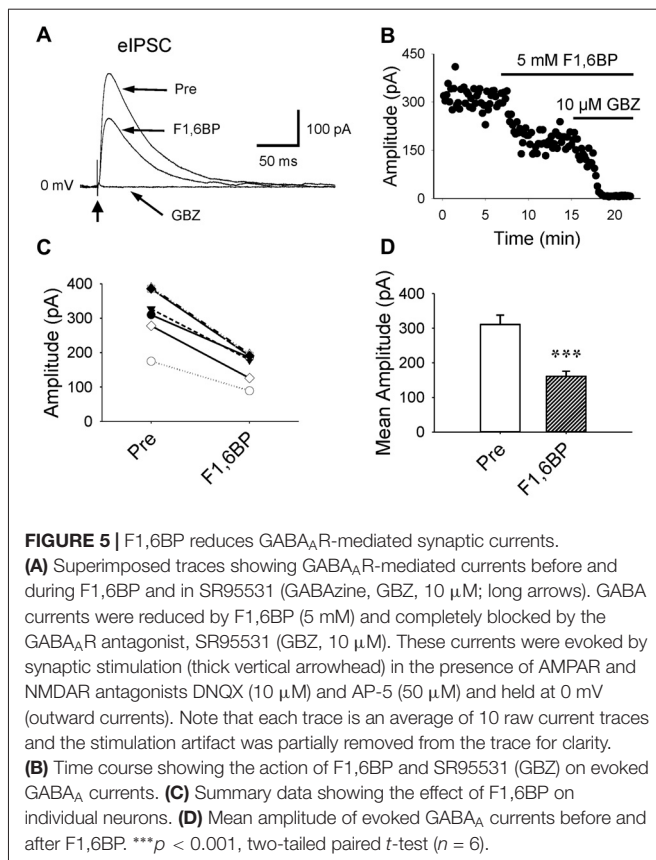 A
eIPSC
Pre
F1,6BP
100 pA
50 ms
0 mV
GBZ
B
5 mM F1,6BP
10 µM GBZ
450
300
150
0
Amplitude (pA)
0 5 10 15 20
Time (min)
C
400
300
200
100
0
Amplitude (pA)
Pre
F1,6BP
D
400
300
200
100
0
Mean Amplitude (pA)
***
Pre
F1,6BP
FIGURE 5 | F1,6BP reduces GABAAR-mediated synaptic currents.
(A) Superimposed traces showing GABAAR-mediated currents before and
during F1,6BP and in SR95531 (GABAzine, GBZ, 10 µM; long arrows). GABA
currents were reduced by F1,6BP (5 mM) and completely blocked by the
GABAAR antagonist, SR95531 (GBZ, 10 µM). These currents were evoked by
synaptic stimulation (thick vertical arrowhead) in the presence of AMPAR and
NMDAR antagonists DNQX (10 µM) and AP-5 (50 µM) and held at 0 mV
(outward currents). Note that each trace is an average of 10 raw current traces
and the stimulation artifact was partially removed from the trace for clarity.
(B) Time course showing the action of F1,6BP and SR95531 (GBZ) on evoked
GABAA currents. (C) Summary data showing the effect of F1,6BP on
individual neurons. (D) Mean amplitude of evoked GABAA currents before and
after F1,6BP. ***p < 0.001, two-tailed paired t-test (n = 6).